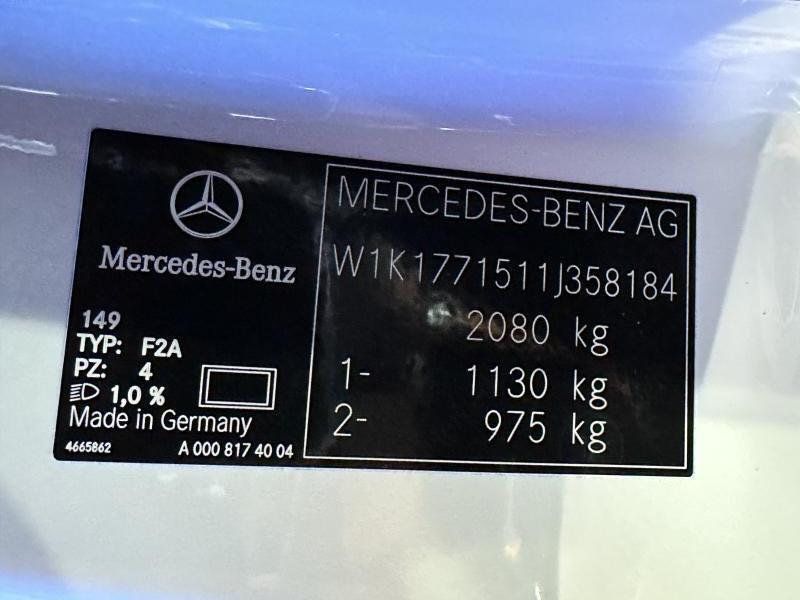 Mercedes-Benz
149
TYP: F2A
PZ: 4
1,0 %
Made in Germany
4665862 A 000 817 40 04
MERCEDES-BENZ AG
W1K1771511J358184
2080 kg
1- 1130 kg
2- 975 kg